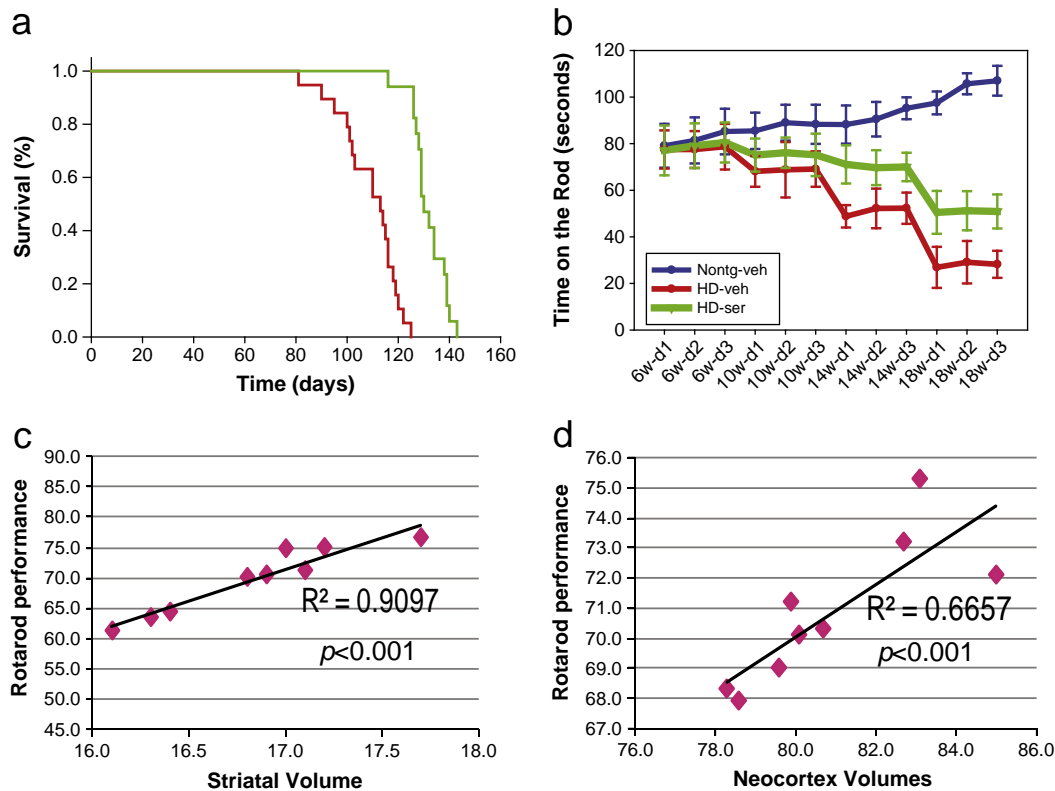 a
Survival (%)
1.0
0.8
0.6
0.4
0.2
0.0
0 20 40 60 80 100 120 140 160
Time (days)
b
Time on the Rod (seconds)
120
100
80
60
40
20
0
Nontg-veh
HD-veh
HD-ser
6w-d1 6w-d2 6w-d3 10w-d1 10w-d2 10w-d3 14w-d1 14w-d2 14w-d3 18w-d1 18w-d2 18w-d3
c
Rotarod performance
90.0
85.0
80.0
75.0
70.0
65.0
60.0
55.0
50.0
45.0
R² = 0.9097
p<0.001
16.0 16.5 17.0 17.5 18.0
Striatal Volume
d
Rotarod performance
76.0
75.0
74.0
73.0
72.0
71.0
70.0
69.0
68.0
67.0
R² = 0.6657
p<0.001
76.0 78.0 80.0 82.0 84.0 86.0
Neocortex Volumes